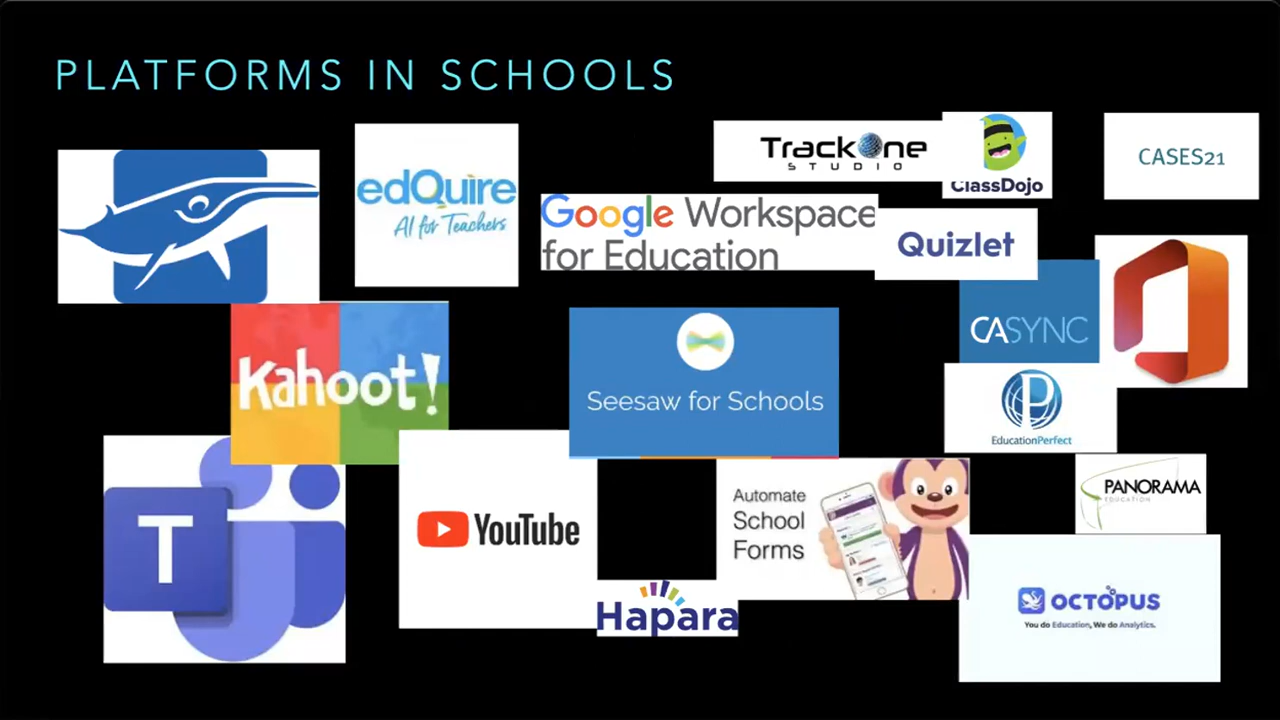 PLATFORMS IN SCHOOLS
edQuire
AI for Teachers
TrackOne
STUDIO
ClassDojo
CASES21
Google Workspace
for Education
Quizlet
CASYNC
Kahoot!
Seesaw for Schools
P
EducationPerfect
T
YouTube
Automate
School
Forms
PANORAMA
EDUCATION
Hapara
OCTOPUS
You do Education, We do Analytics.